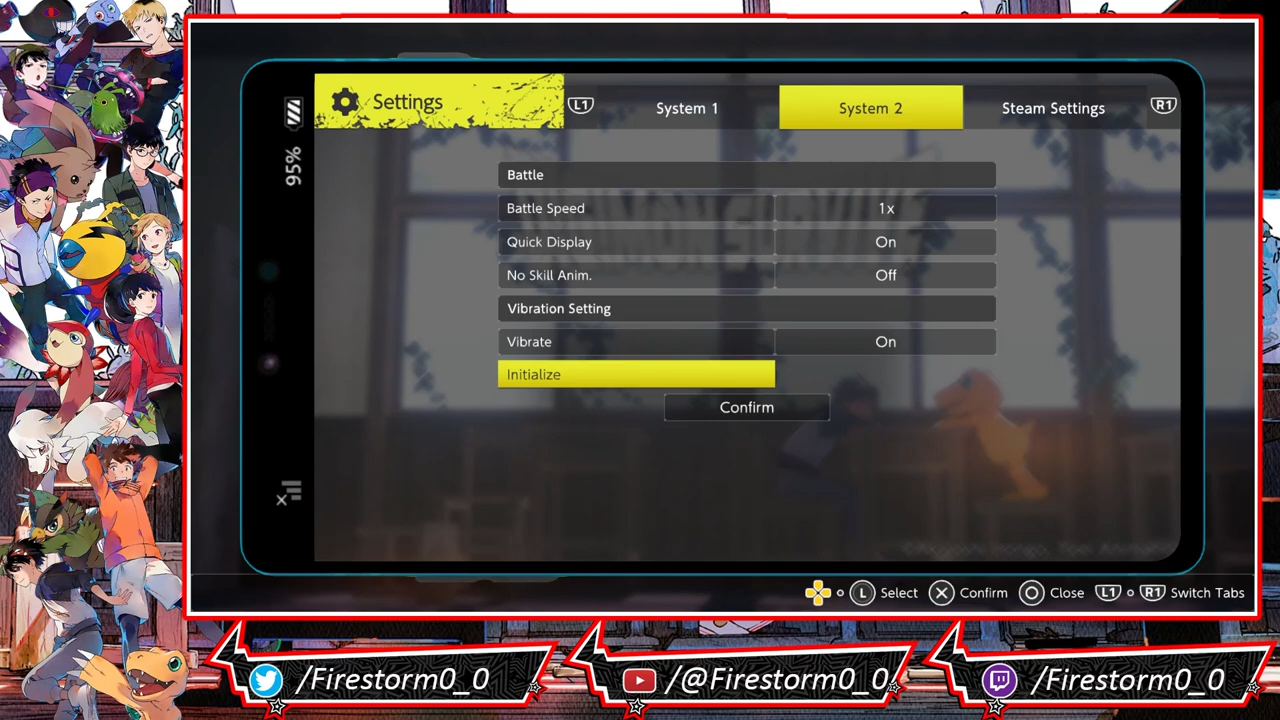 Settings
L1
System 1
System 2
Steam Settings
R1
95%
Battle
Battle Speed
1x
Quick Display
On
No Skill Anim.
Off
Vibration Setting
Vibrate
On
Initialize
Confirm
L Select Confirm Close L1 R1 Switch Tabs
/Firestorm0_0
/@Firestorm0_0
/Firestorm0_0